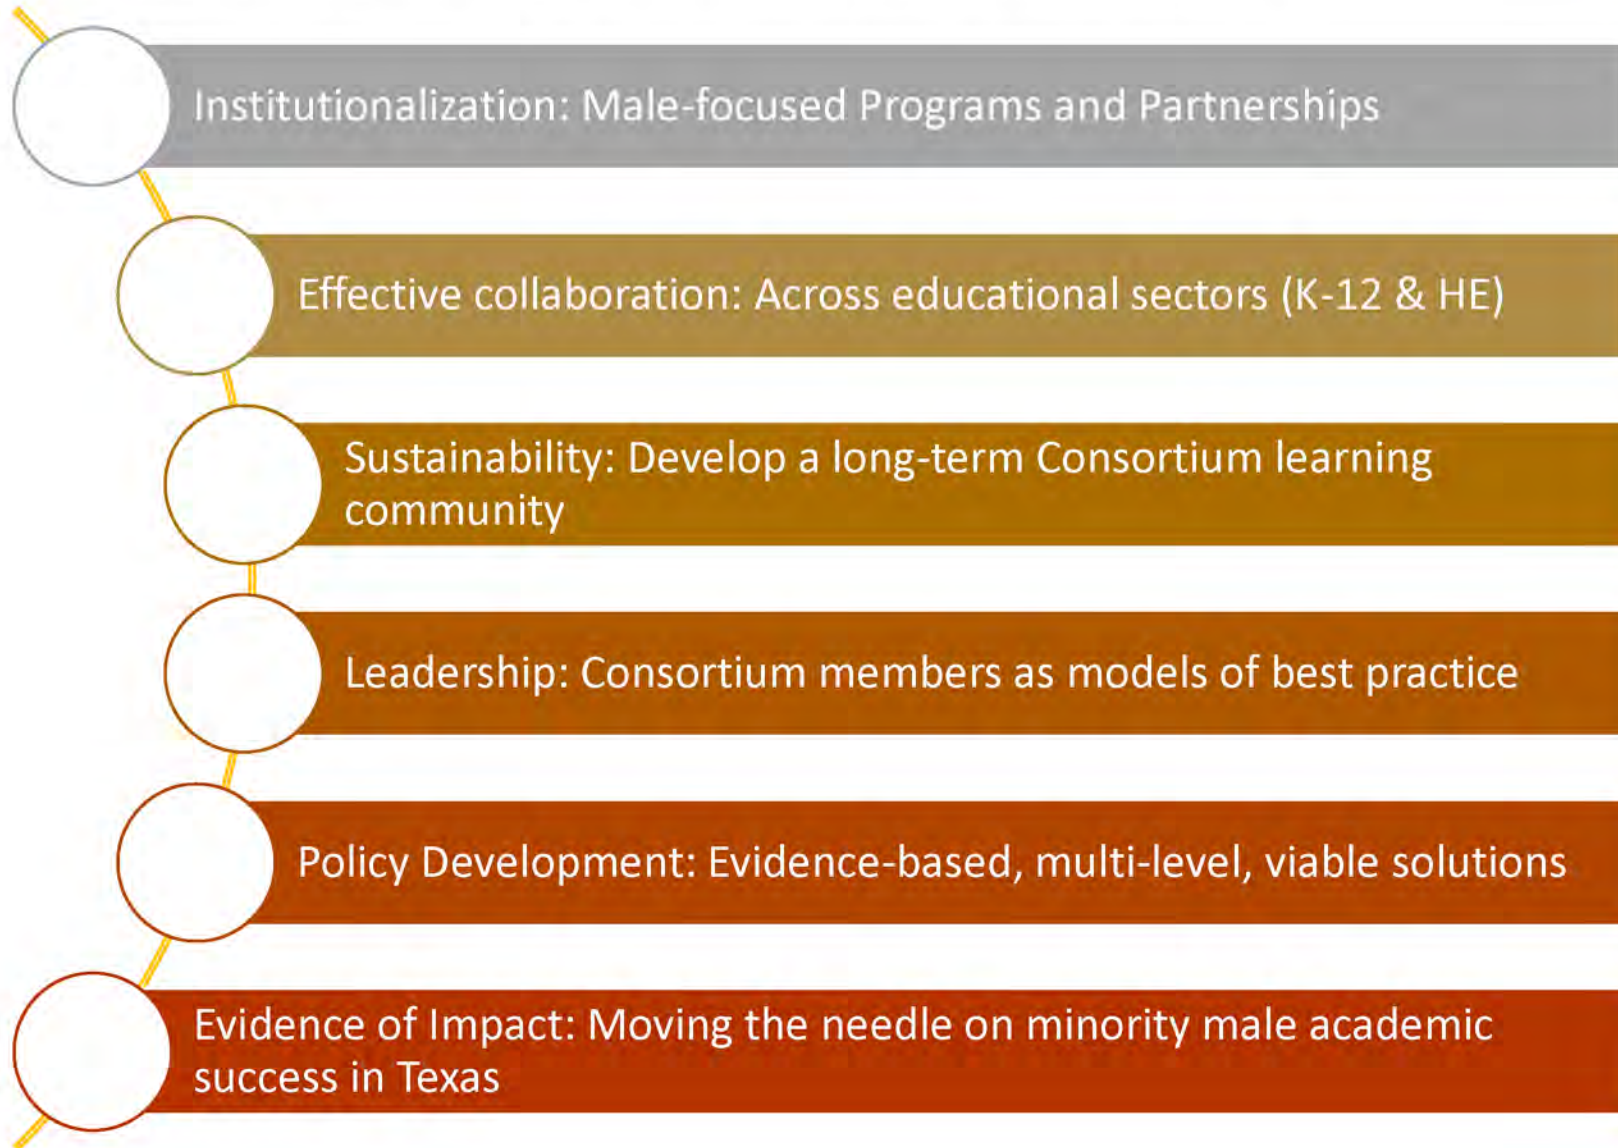 Institutionalization: Male-focused Programs and Partnerships
Effective collaboration: Across educational sectors (K-12 & HE)
Sustainability: Develop a long-term Consortium learning
community
Leadership: Consortium members as models of best practice
Policy Development: Evidence-based, multi-level, viable solutions
Evidence of Impact: Moving the needle on minority male academic
success in Texas